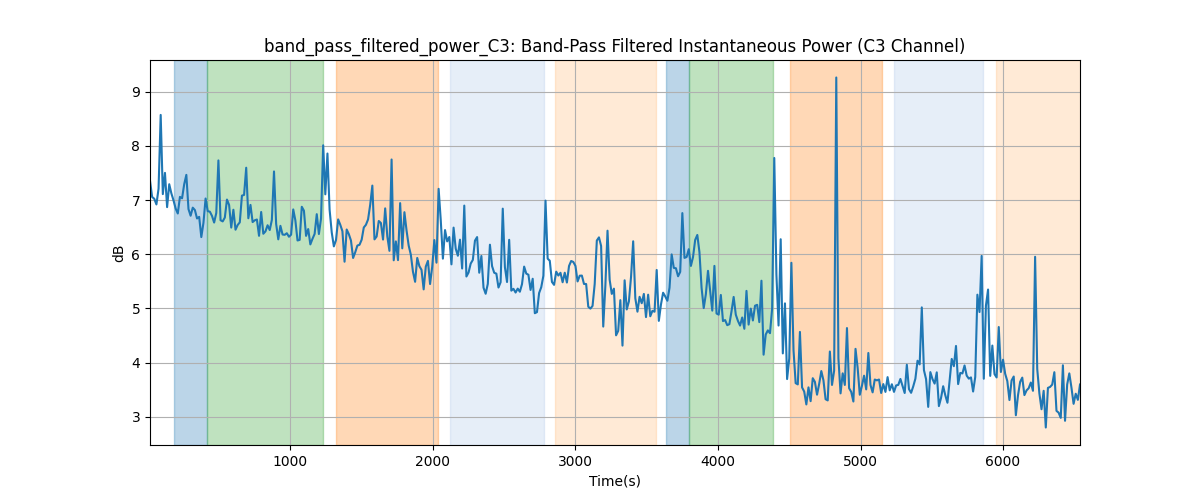 band_pass_filtered_power_C3: Band-Pass Filtered Instantaneous Power (C3 Channel)
9
8
7
6
5
4
3
dB
1000 2000 3000 4000 5000 6000
Time(s)